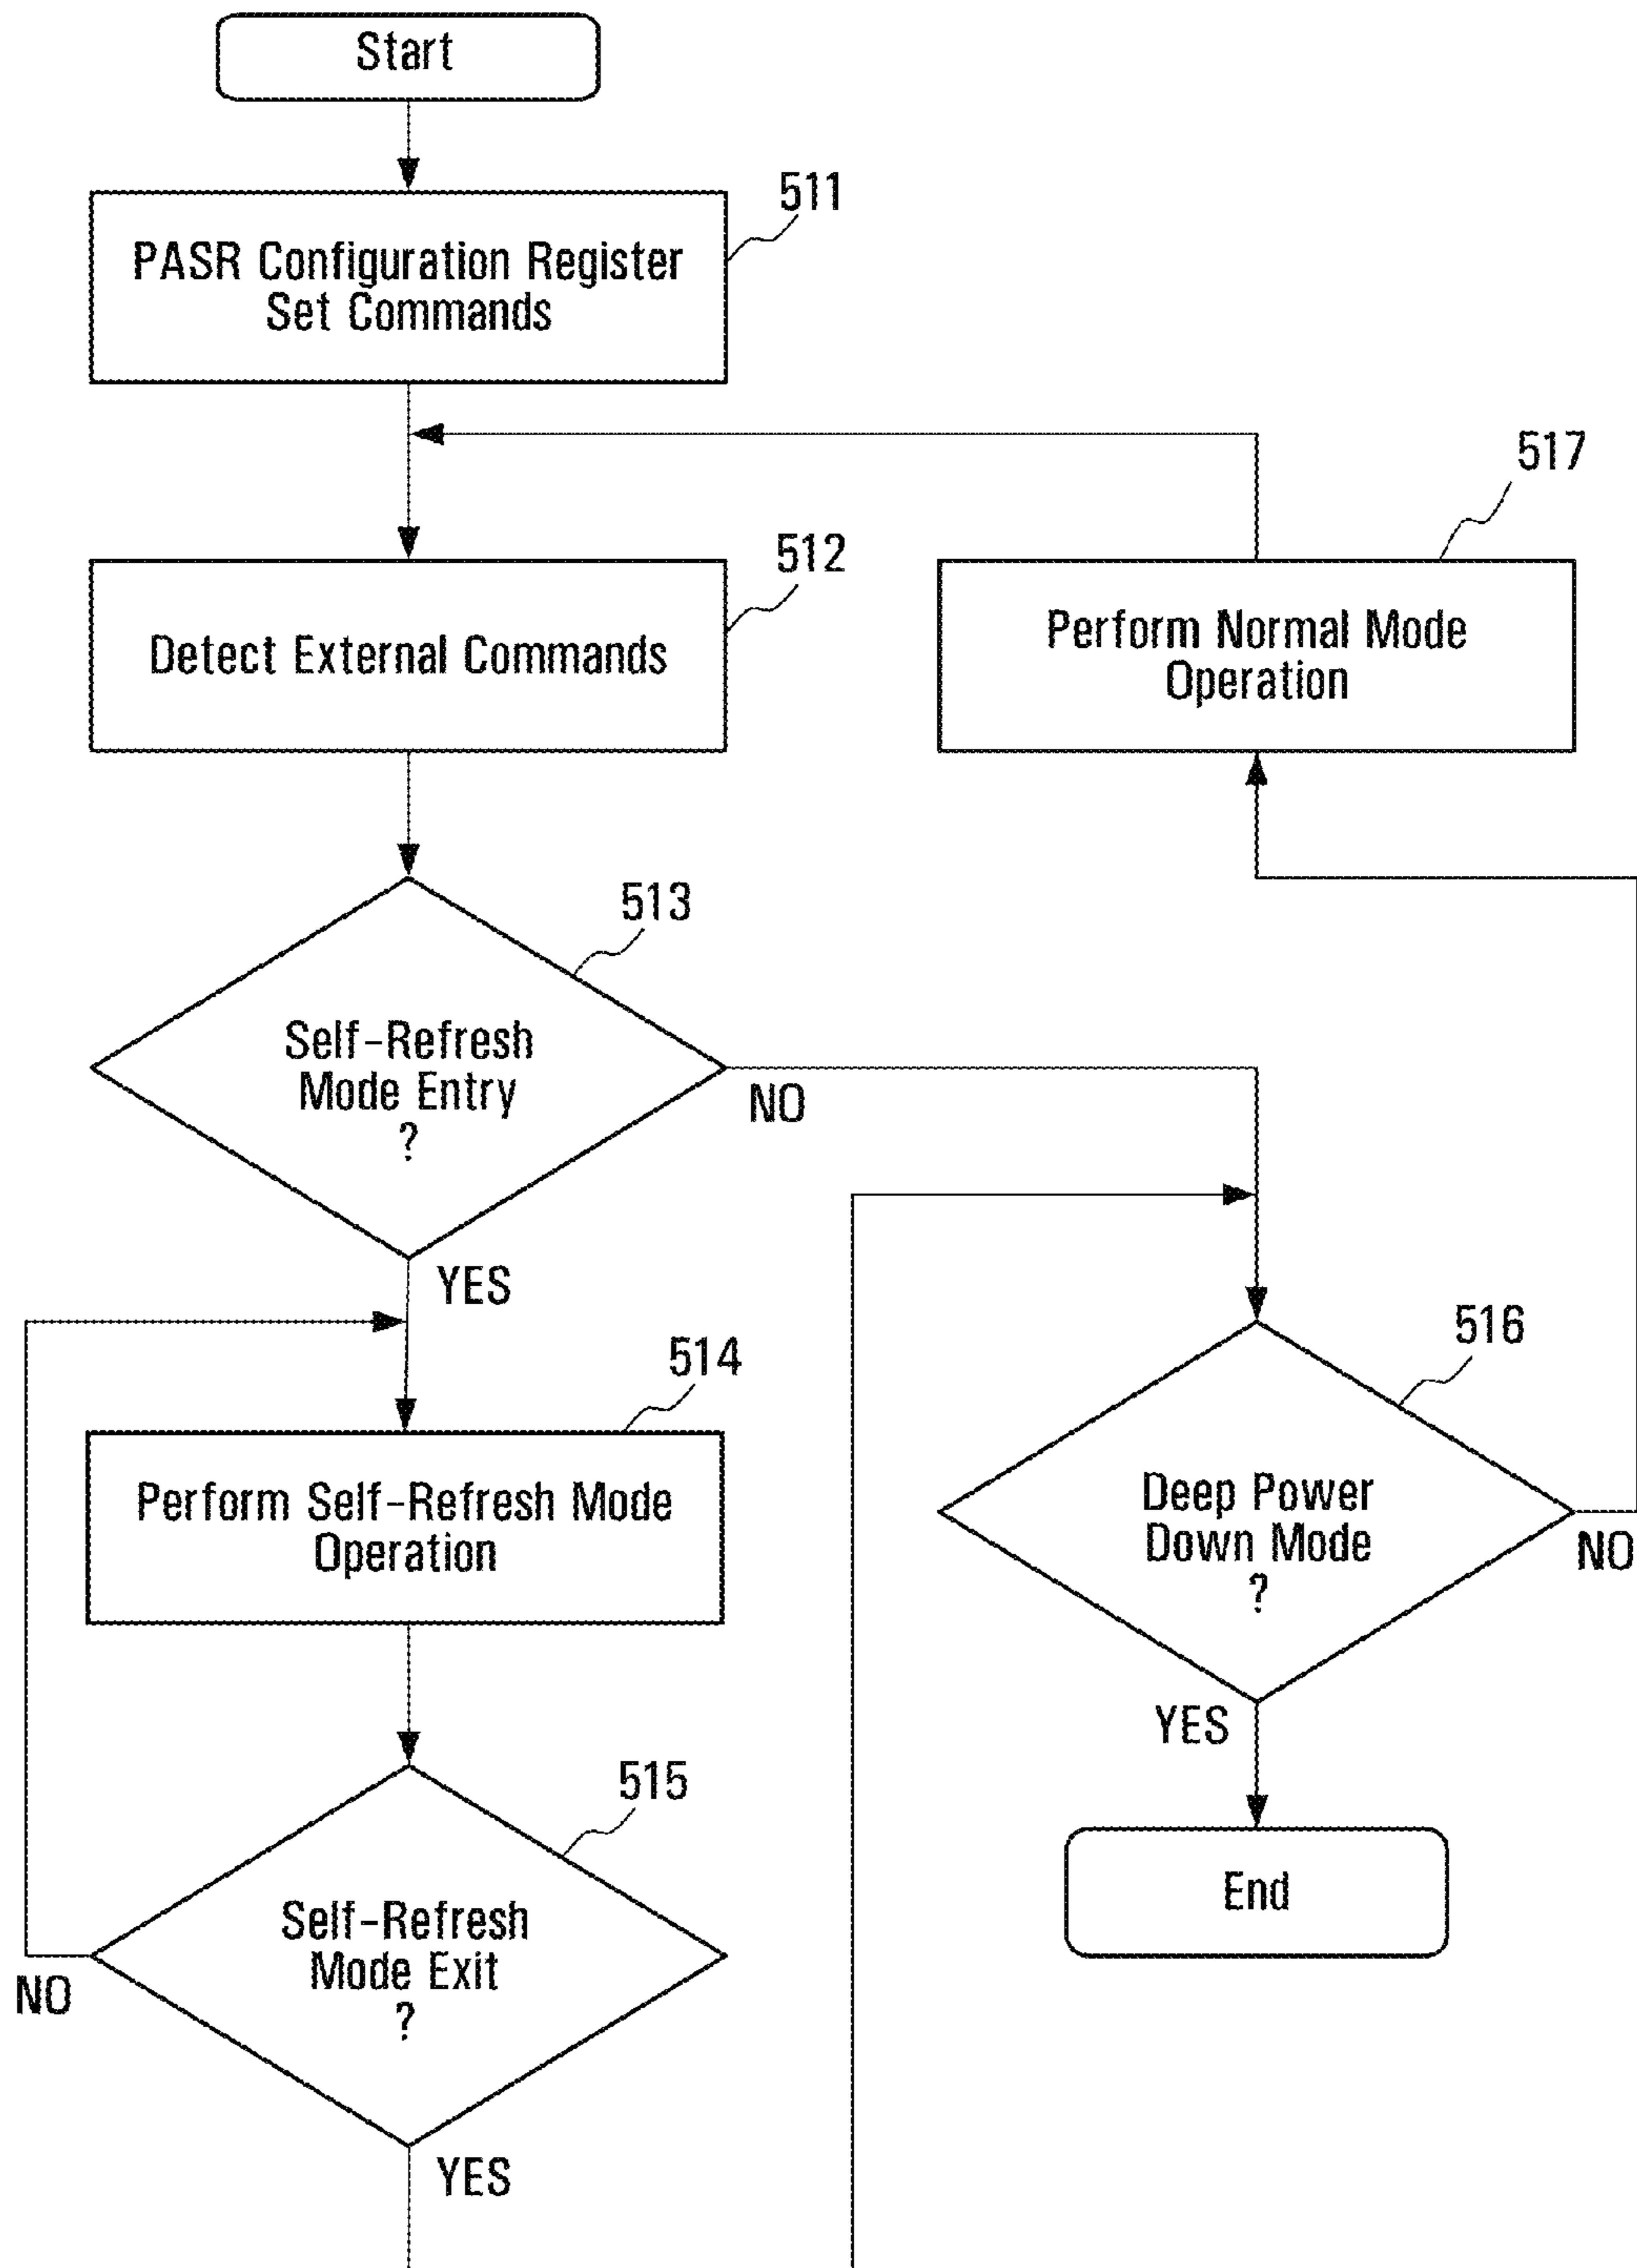 Start
511
PASR Configuration Register
Set Commands
517
512
Detect External Commands
Perform Normal Mode
Operation
513
Self-Refresh
Mode Entry
?
NO
YES
514
516
Perform Self-Refresh Mode
Operation
Deep Power
Down Mode
?
NO
YES
515
Self-Refresh
Mode Exit
?
NO
YES
End